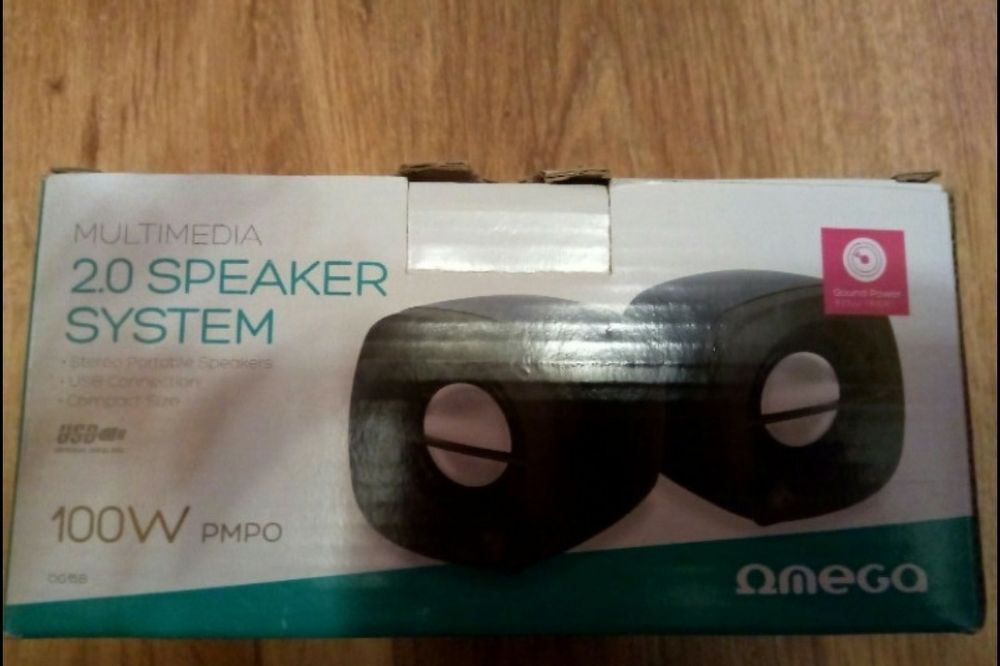 MULTIMEDIA
2.0 SPEAKER
SYSTEM
• Stereo Portable Speakers
• USB Connection
• Compact Size
USB
100W PMPO
Sound Power
Ωmega